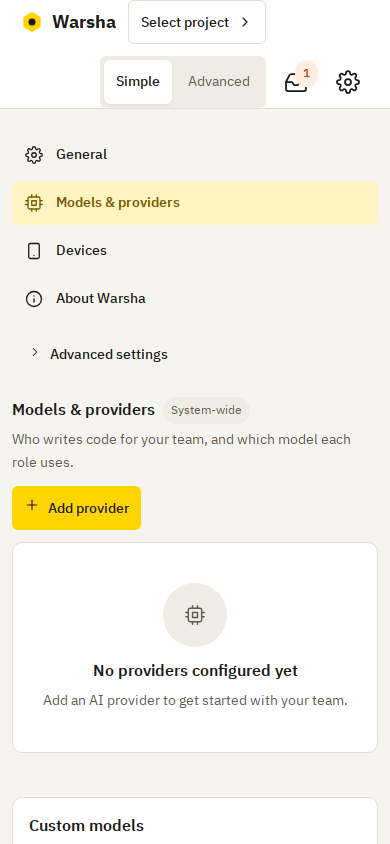 Warsha
Select project
Simple
Advanced
1
General
Models & providers
Devices
About Warsha
Advanced settings
Models & providers
System-wide
Who writes code for your team, and which model each
role uses.
Add provider
No providers configured yet
Add an AI provider to get started with your team.
Custom models